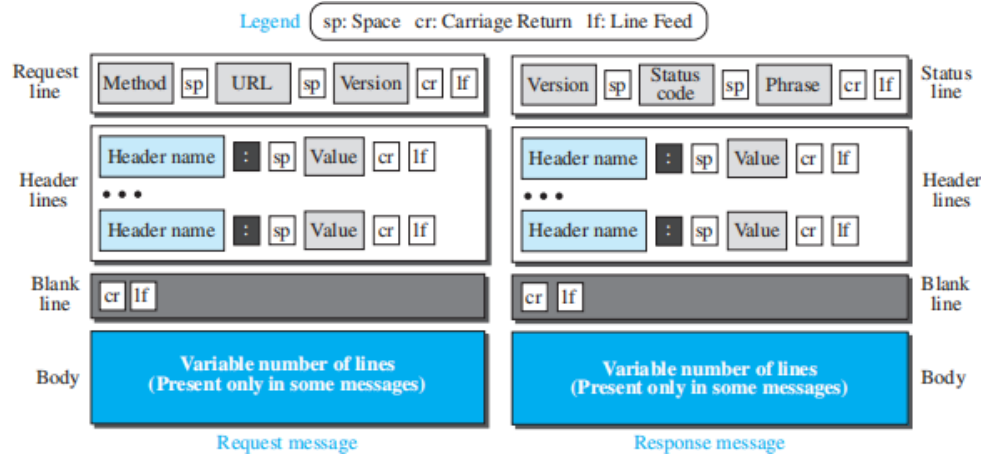 Legend sp: Space cr: Carriage Return lf: Line Feed
Request line
Method sp URL sp Version cr lf
Header lines
Header name : sp Value cr lf
• • •
Header name : sp Value cr lf
Blank line
cr lf
Body
Variable number of lines
(Present only in some messages)
Request message
Version sp Status code sp Phrase cr lf
Status line
Header name : sp Value cr lf
• • •
Header name : sp Value cr lf
Header lines
cr lf
Blank line
Variable number of lines
(Present only in some messages)
Body
Response message